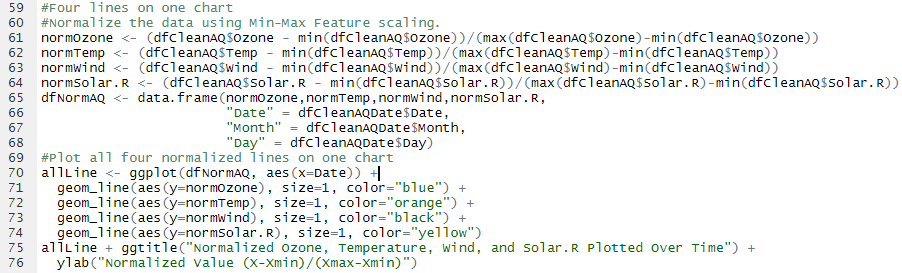 59 #Four lines on one chart
60 #Normalize the data using Min-Max Feature scaling.
61 normOzone <- (dfCleanAQ$Ozone - min(dfCleanAQ$Ozone))/(max(dfCleanAQ$Ozone)-min(dfCleanAQ$Ozone))
62 normTemp <- (dfCleanAQ$Temp - min(dfCleanAQ$Temp))/(max(dfCleanAQ$Temp)-min(dfCleanAQ$Temp))
63 normWind <- (dfCleanAQ$Wind - min(dfCleanAQ$Wind))/(max(dfCleanAQ$Wind)-min(dfCleanAQ$Wind))
64 normSolar.R <- (dfCleanAQ$Solar.R - min(dfCleanAQ$Solar.R))/(max(dfCleanAQ$Solar.R)-min(dfCleanAQ$Solar.R))
65 dfNormAQ <- data.frame(normOzone,normTemp,normWind,normSolar.R,
66                        "Date" = dfCleanAQDate$Date,
67                        "Month" = dfCleanAQDate$Month,
68                        "Day" = dfCleanAQDate$Day)
69 #Plot all four normalized lines on one chart
70 allLine <- ggplot(dfNormAQ, aes(x=Date)) +
71   geom_line(aes(y=normOzone), size=1, color="blue") +
72   geom_line(aes(y=normTemp), size=1, color="orange") +
73   geom_line(aes(y=normWind), size=1, color="black") +
74   geom_line(aes(y=normSolar.R), size=1, color="yellow")
75 allLine + ggtitle("Normalized Ozone, Temperature, Wind, and Solar.R Plotted Over Time") +
76   ylab("Normalized Value (X-Xmin)/(Xmax-Xmin)")